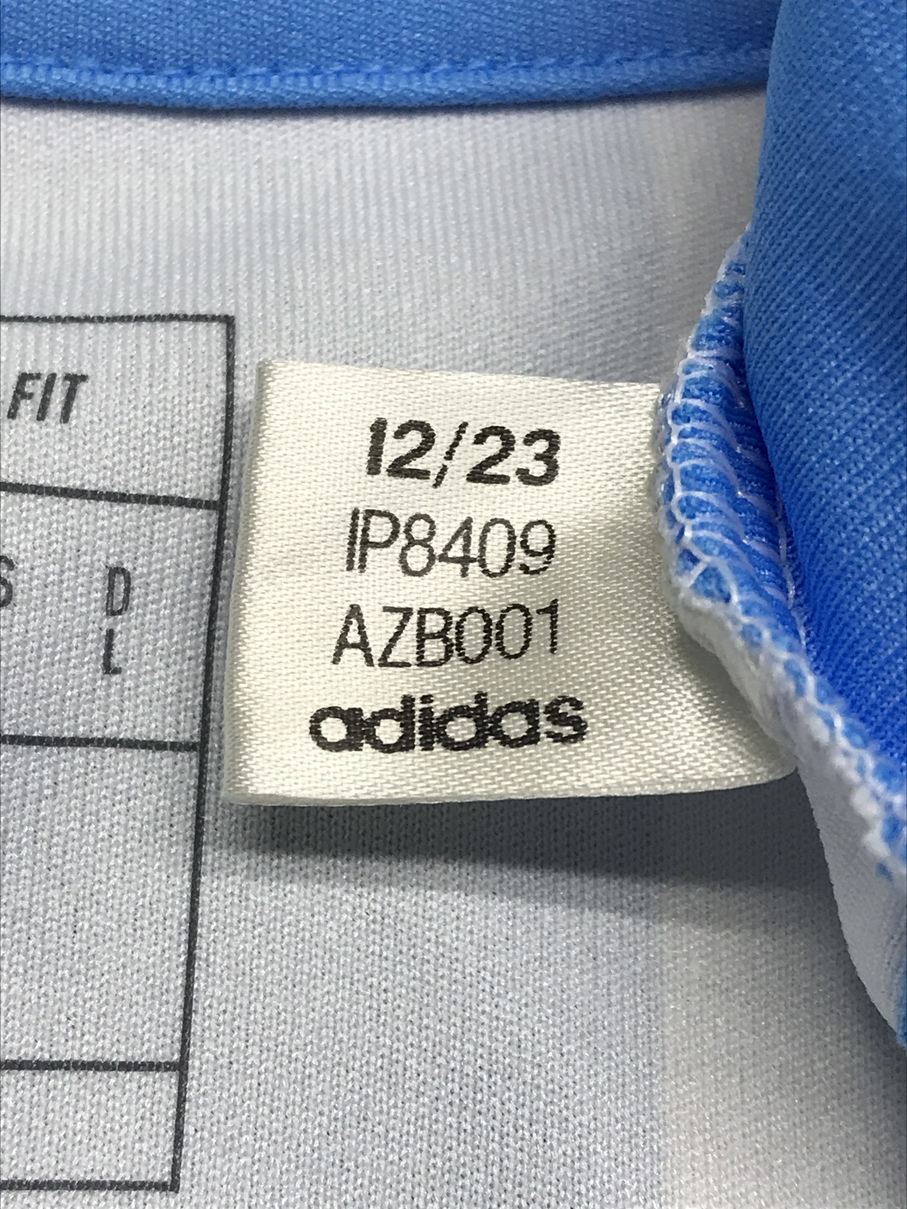 FIT
S D
L
12/23
IP8409
AZB001
adidas